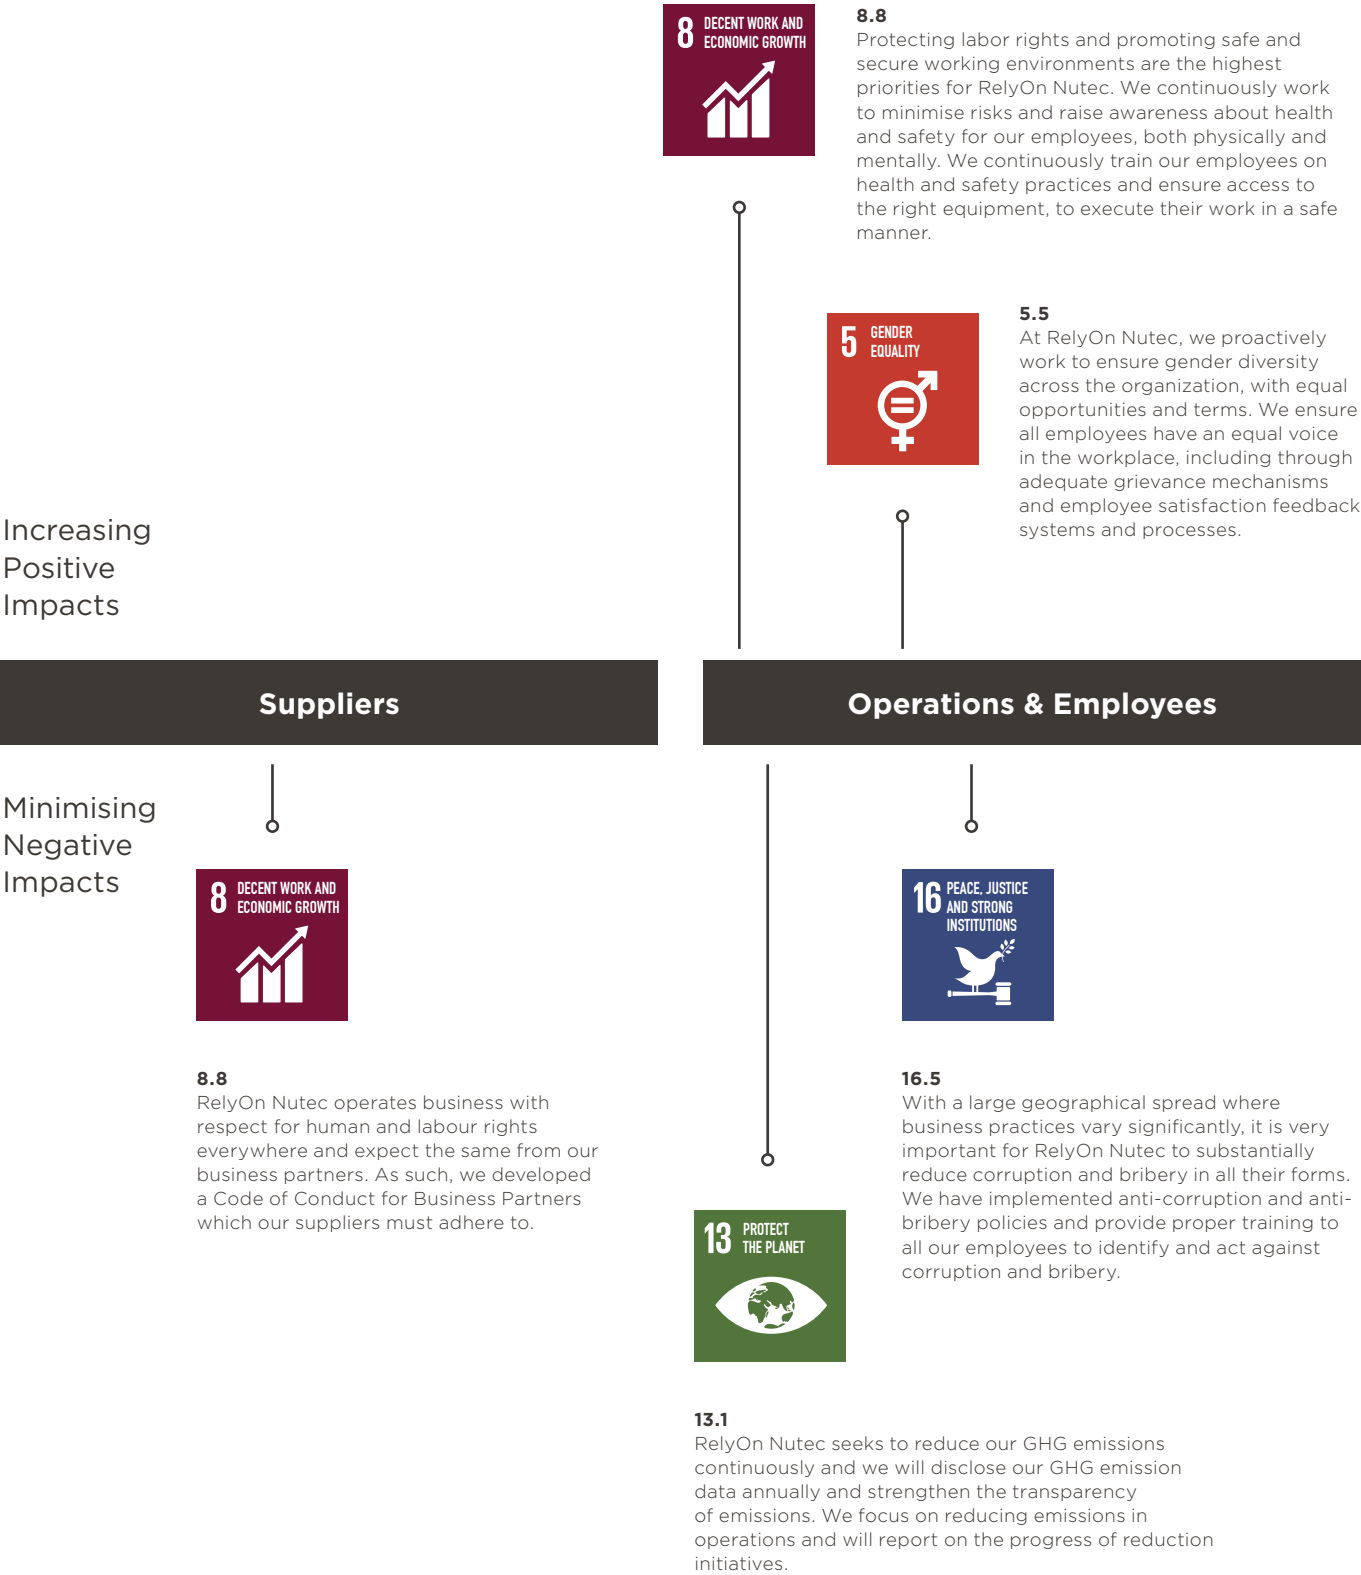 8 DECENT WORK AND
ECONOMIC GROWTH
8.8
Protecting labor rights and promoting safe and
secure working environments are the highest
priorities for RelyOn Nutec. We continuously work
to minimise risks and raise awareness about health
and safety for our employees, both physically and
mentally. We continuously train our employees on
health and safety practices and ensure access to
the right equipment, to execute their work in a safe
manner.
5 GENDER
EQUALITY
5.5
At RelyOn Nutec, we proactively
work to ensure gender diversity
across the organization, with equal
opportunities and terms. We ensure
all employees have an equal voice
in the workplace, including through
adequate grievance mechanisms
and employee satisfaction feedback
systems and processes.
Increasing
Positive
Impacts
Suppliers
Operations & Employees
Minimising
Negative
Impacts
8 DECENT WORK AND
ECONOMIC GROWTH
8.8
RelyOn Nutec operates business with
respect for human and labour rights
everywhere and expect the same from our
business partners. As such, we developed
a Code of Conduct for Business Partners
which our suppliers must adhere to.
16 PEACE, JUSTICE
AND STRONG
INSTITUTIONS
16.5
With a large geographical spread where
business practices vary significantly, it is very
important for RelyOn Nutec to substantially
reduce corruption and bribery in all their forms.
We have implemented anti-corruption and anti-
bribery policies and provide proper training to
all our employees to identify and act against
corruption and bribery.
13 PROTECT
THE PLANET
13.1
RelyOn Nutec seeks to reduce our GHG emissions
continuously and we will disclose our GHG emission
data annually and strengthen the transparency
of emissions. We focus on reducing emissions in
operations and will report on the progress of reduction
initiatives.